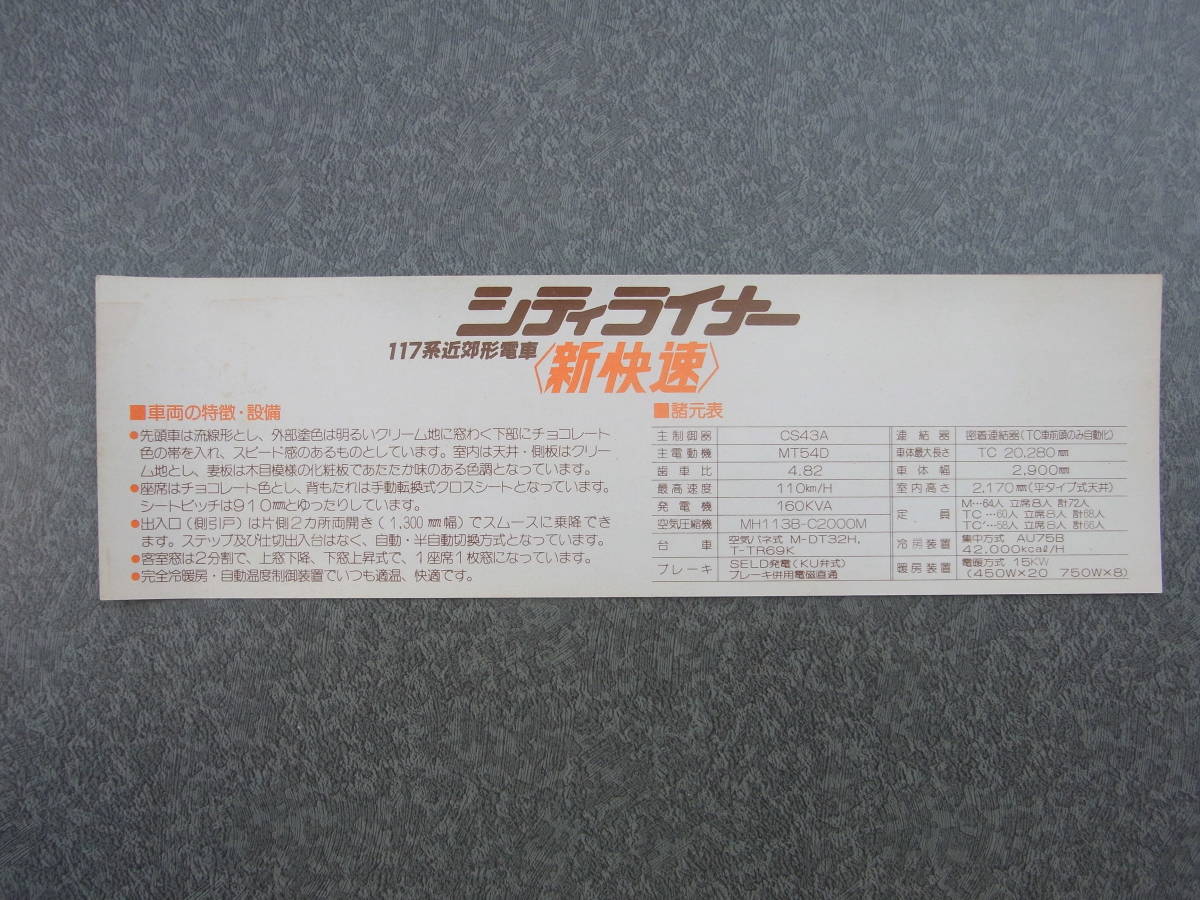 シティライナー
117系近郊形電車〈新快速〉
■車両の特徴・設備
●先頭車は流線形とし、外部塗色は明るいクリーム地に窓わく下部にチョコレート
色の帯を入れ、スピード感のあるものとしています。室内は天井・側板はクリー
ム地とし、妻板は木目模様の化粧板であたたか味のある色調となっています。
●座席はチョコレート色とし、背もたれは手動転換式クロスシートとなっています。
シートピッチは910㎜とゆったりしています。
●出入口(側引戸)は片側2カ所両開き(1,300㎜幅)でスムースに乗降でき
ます。ステップ及び仕切出入台はなく、自動・半自動切換方式となっています。
●客室窓は2分割で、上窓下降、下窓上昇式で、1座席1枚窓になっています。
●完全冷暖房・自動温度制御装置でいつも適温、快適です。
■諸元表
主制御器 CS43A
主電動機 MT54D
歯車比 4.82
最高速度 110km/H
発電機 160KVA
空気圧縮機 MH113B-C2000M
台車 空気バネ式 M-DT32H,
T-TR69K
ブレーキ SELD発電(KU弁式)
ブレーキ併用電磁直通
連結器 密着連結器(TC車前頭のみ自動化)
車体最大長さ TC 20,280㎜
車体幅 2,900㎜
室内高さ 2,170㎜(平タイプ式天井)
定員 M…64人 立席8人 計72人
TC…60人 立席8人 計68人
TC'…58人 立席8人 計66人
冷房装置 集中方式 AU75B
42,000kcaℓ/H
暖房装置 電暖方式 15KW
(450W×20 750W×8)